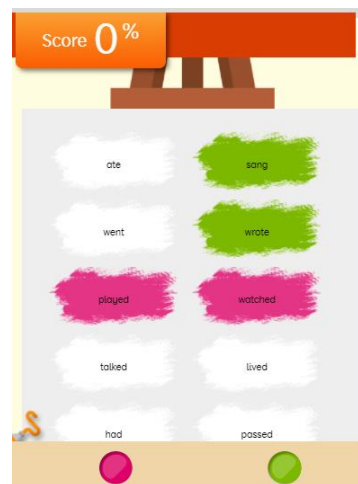 Score 0%
ate sang
went wrote
played watched
talked lived
had passed